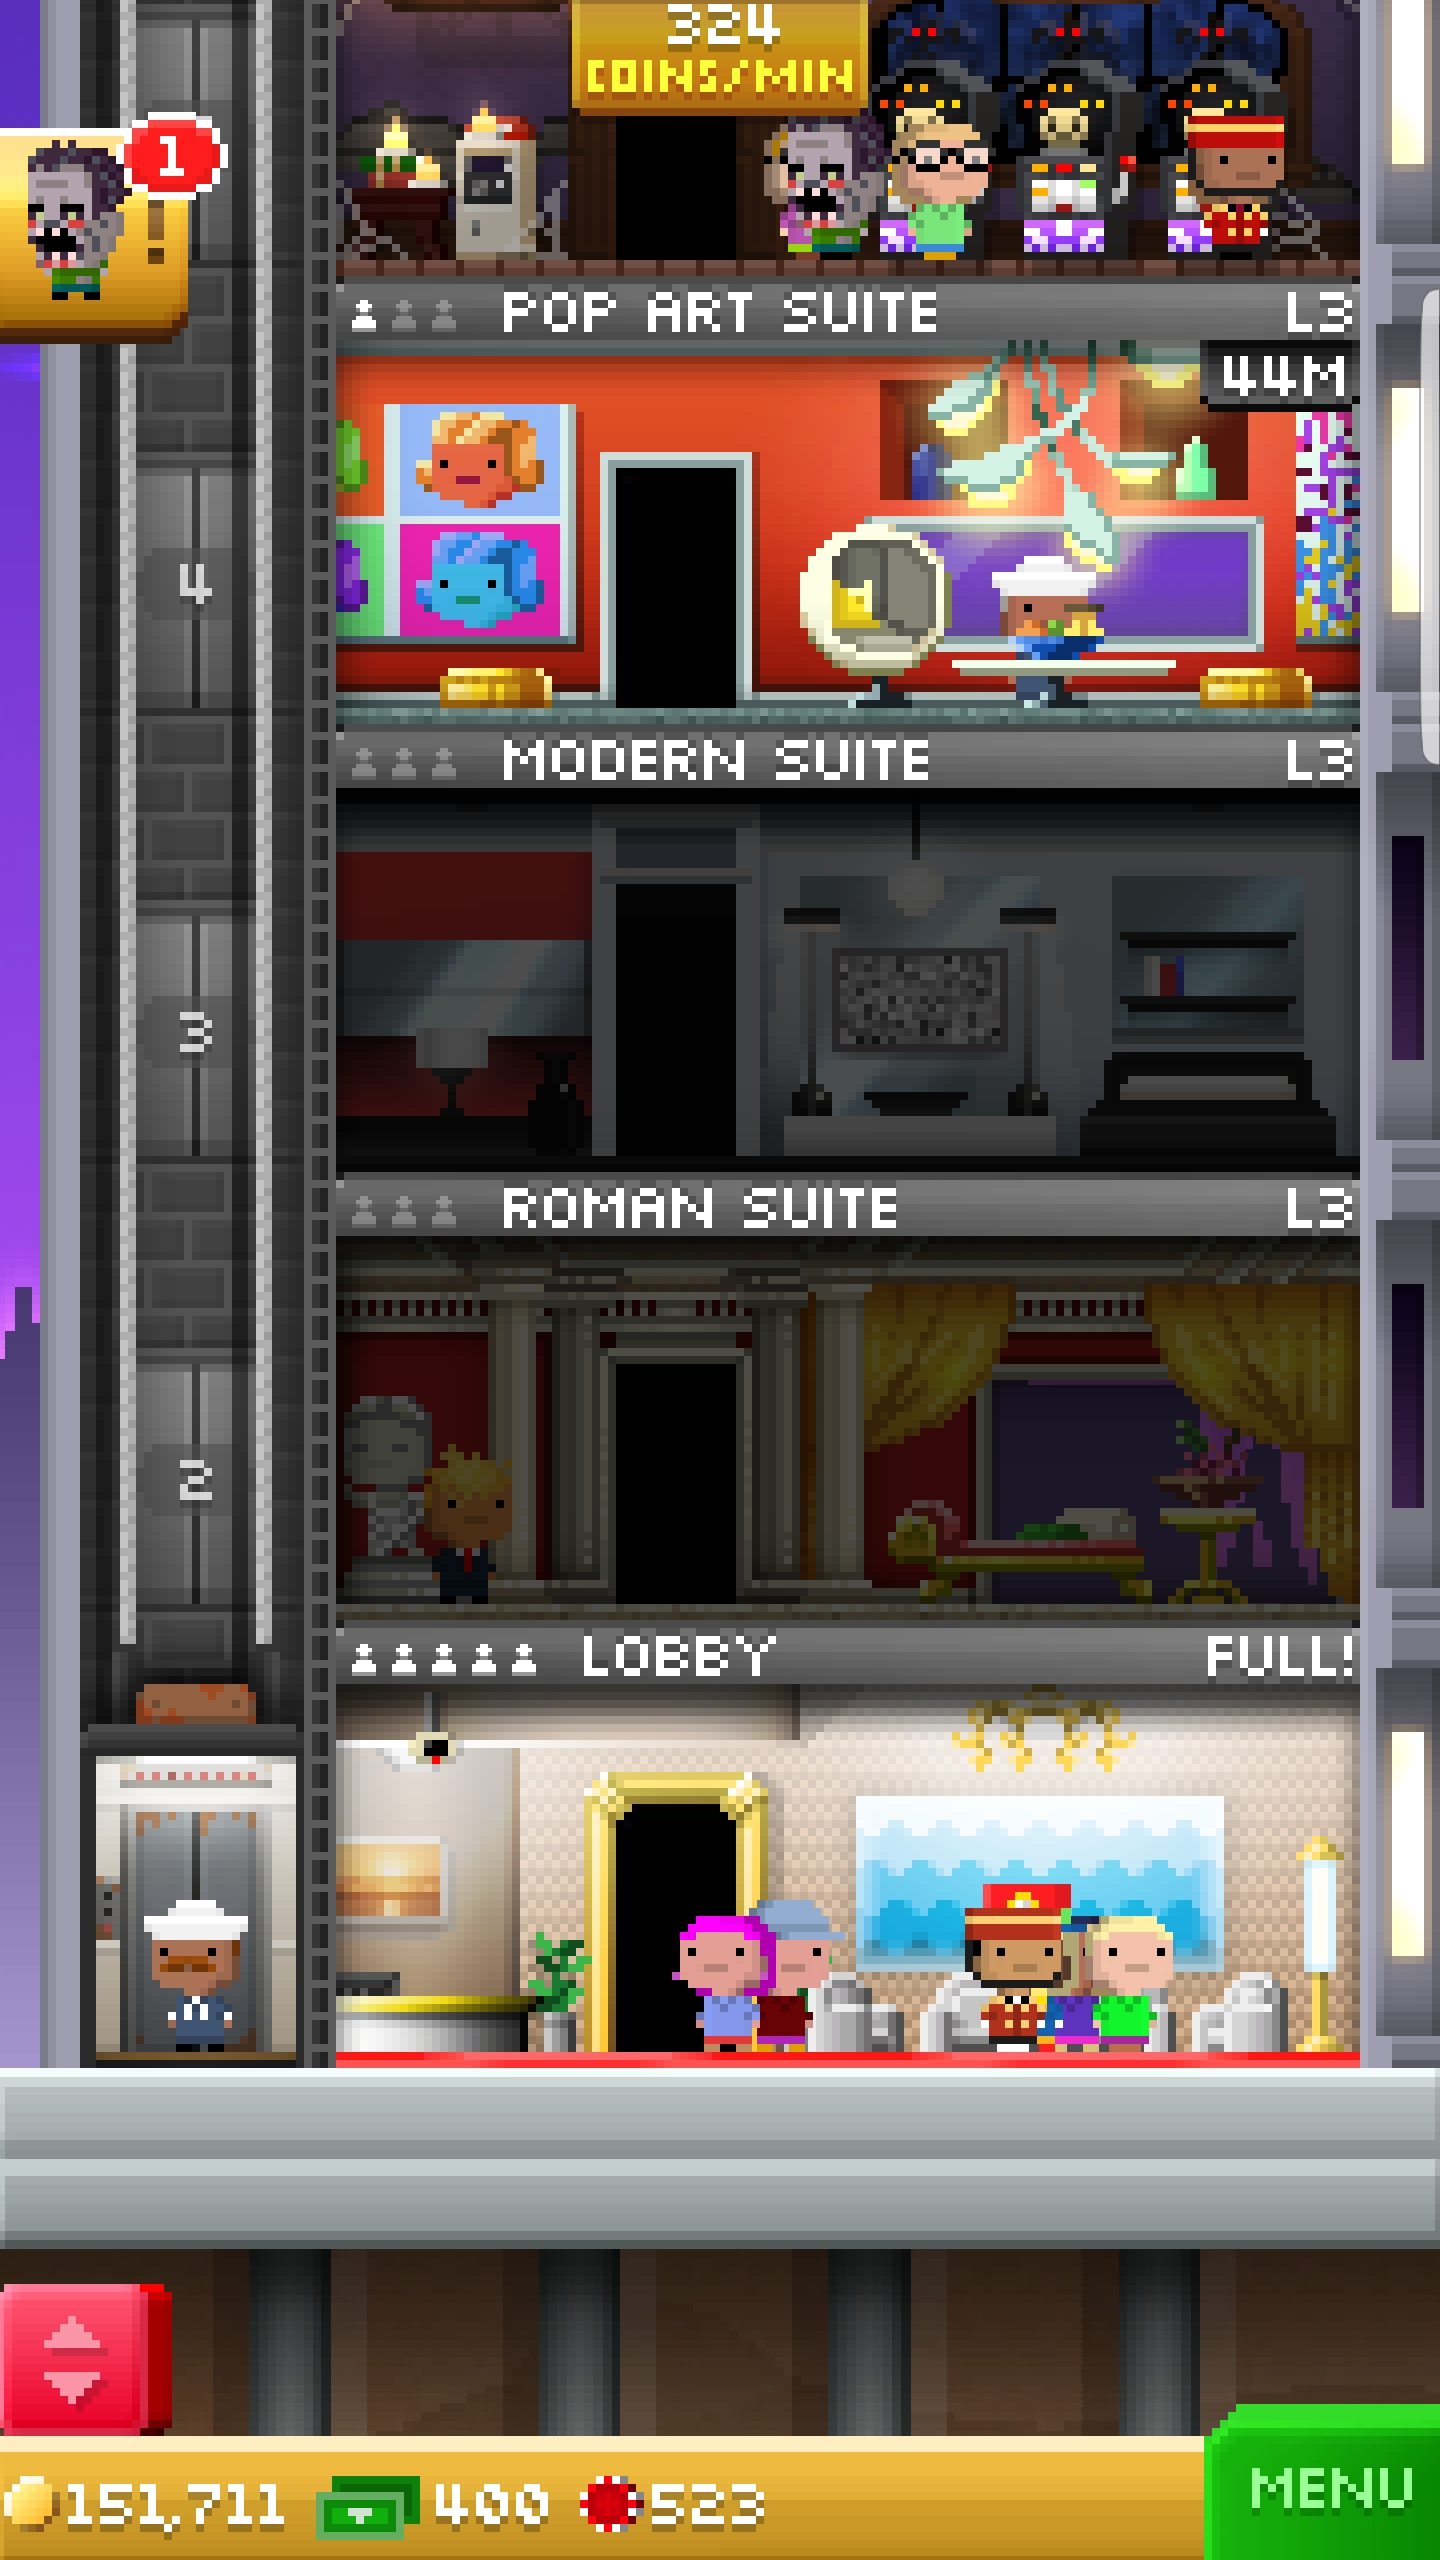 324
COINS/MIN
1
!
POP ART SUITE L3
44M
4
MODERN SUITE L3
3
ROMAN SUITE L3
2
LOBBY FULL!
151,711 400 523
MENU